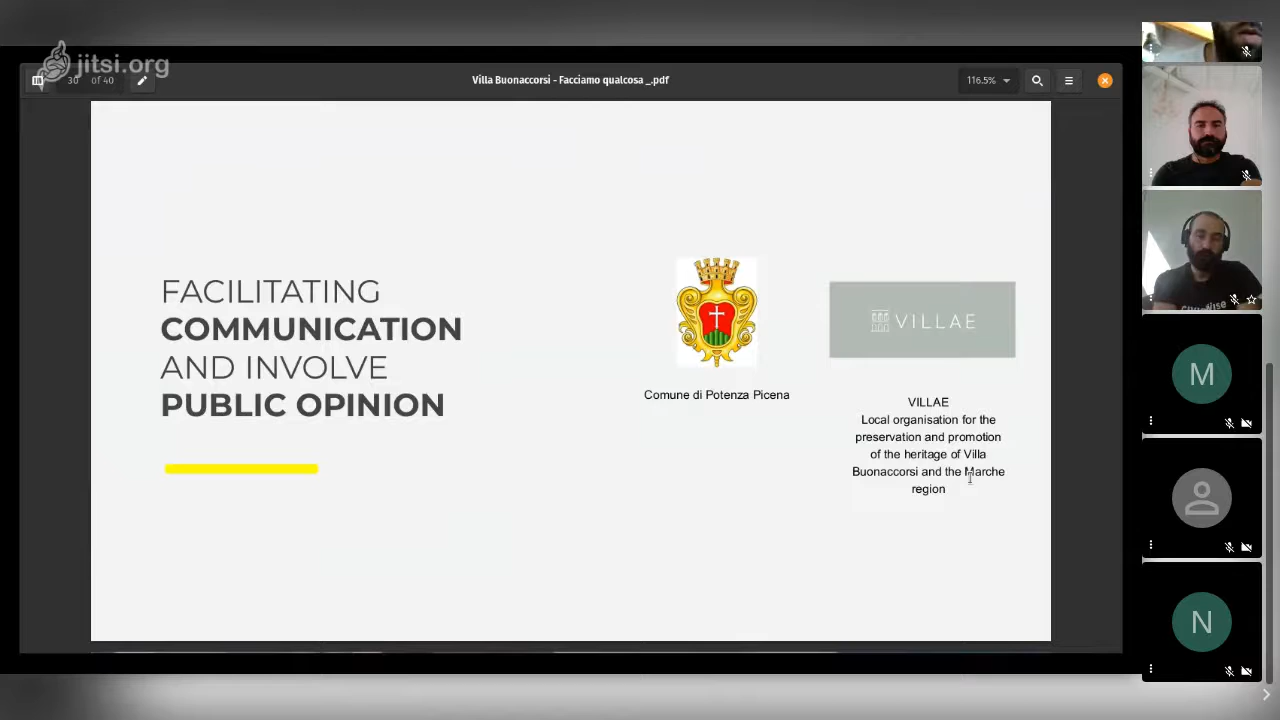 jitsi.org
30 of 40
Villa Buonaccorsi - Facciamo qualcosa _.pdf
116.5%
FACILITATING
COMMUNICATION
AND INVOLVE
PUBLIC OPINION
VILLAE
Comune di Potenza Picena
VILLAE
Local organisation for the
preservation and promotion
of the heritage of Villa
Buonaccorsi and the Marche
region
M
N